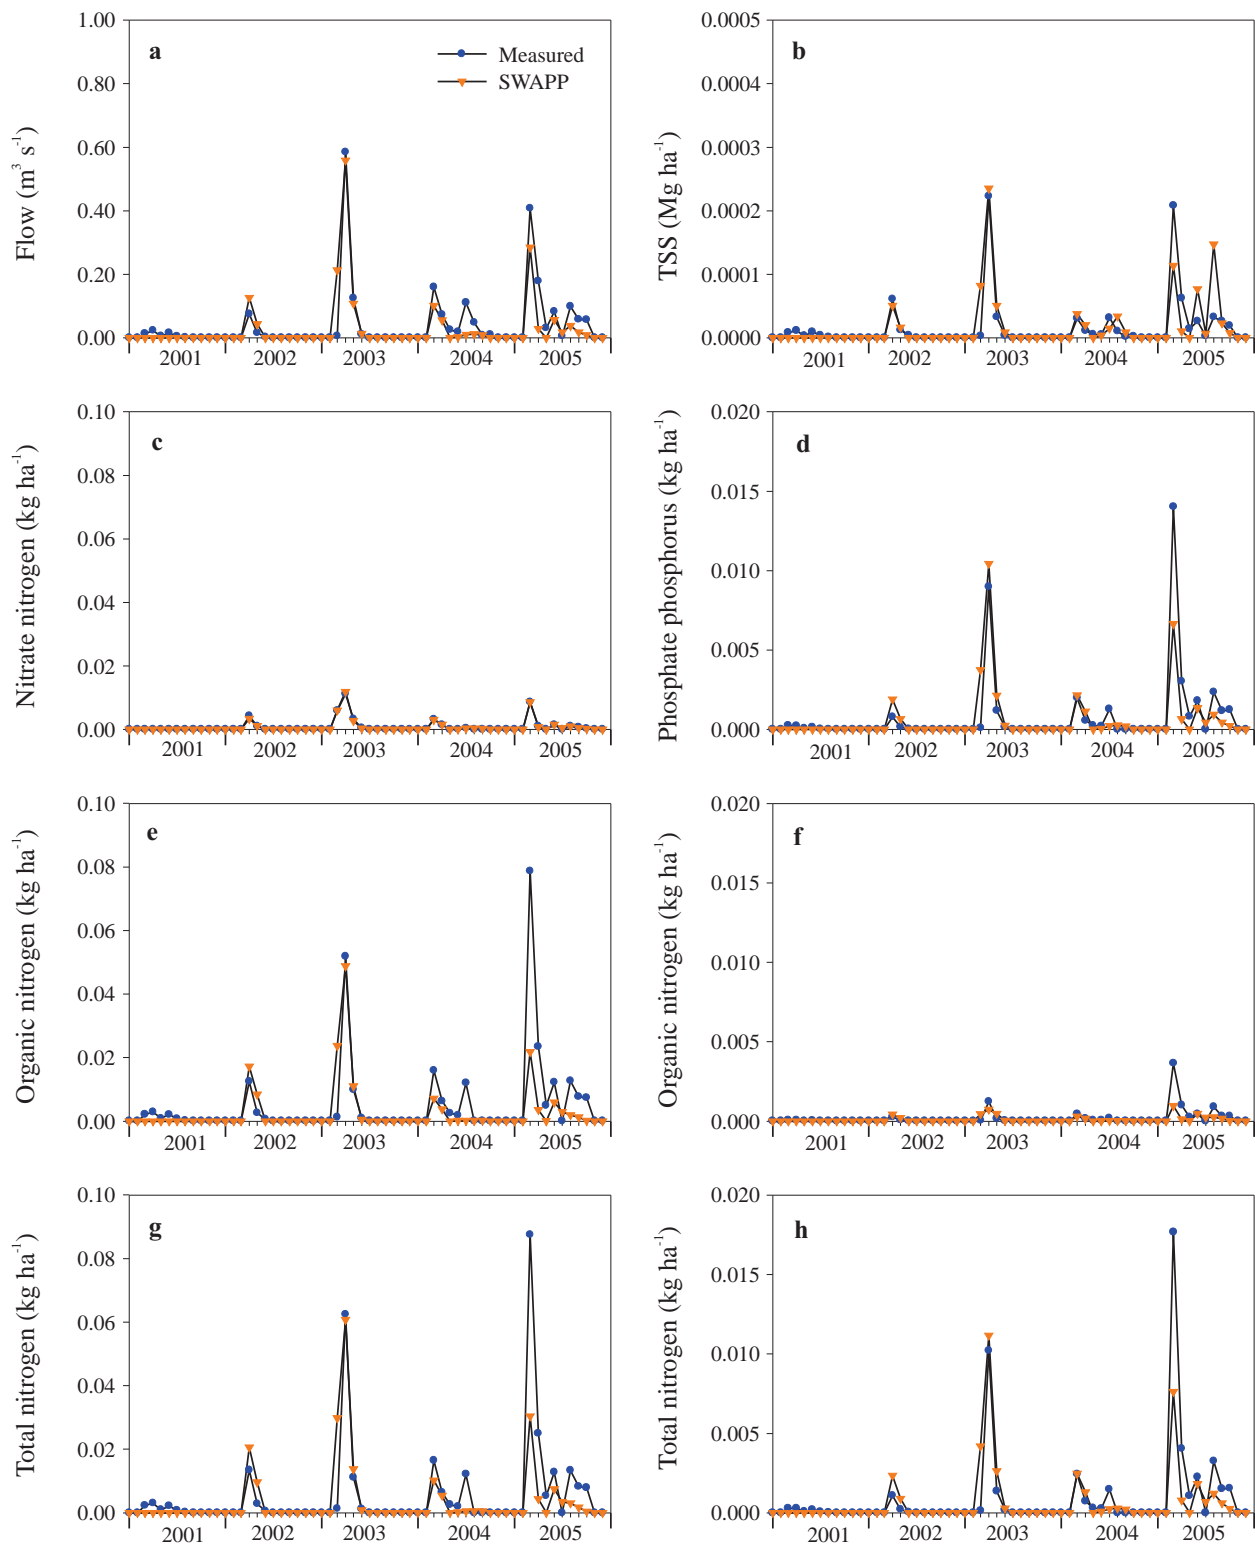 a
Measured
SWAPP
Flow (m³ s⁻¹)
1.00
0.80
0.60
0.40
0.20
0.00
2001 2002 2003 2004 2005
b
TSS (Mg ha⁻¹)
0.0005
0.0004
0.0003
0.0002
0.0001
0.0000
2001 2002 2003 2004 2005
c
Nitrate nitrogen (kg ha⁻¹)
0.10
0.08
0.06
0.04
0.02
0.00
2001 2002 2003 2004 2005
d
Phosphate phosphorus (kg ha⁻¹)
0.020
0.015
0.010
0.005
0.000
2001 2002 2003 2004 2005
e
Organic nitrogen (kg ha⁻¹)
0.10
0.08
0.06
0.04
0.02
0.00
2001 2002 2003 2004 2005
f
Organic nitrogen (kg ha⁻¹)
0.020
0.015
0.010
0.005
0.000
2001 2002 2003 2004 2005
g
Total nitrogen (kg ha⁻¹)
0.10
0.08
0.06
0.04
0.02
0.00
2001 2002 2003 2004 2005
h
Total nitrogen (kg ha⁻¹)
0.020
0.015
0.010
0.005
0.000
2001 2002 2003 2004 2005